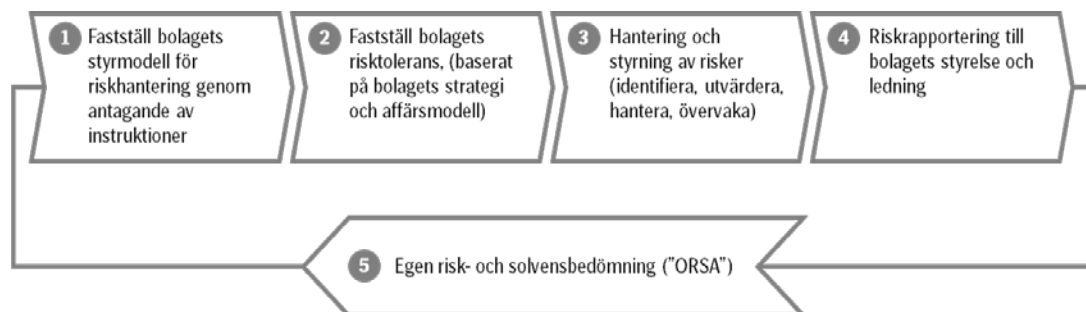 1 Fastställ bolagets
styrmodell för
riskhantering genom
antagande av
instruktioner
2 Fastställ bolagets
risktolerans, (baserat
på bolagets strategi
och affärsmodell)
3 Hantering och
styrning av risker
(identifiera, utvärdera,
hantera, övervaka)
4 Riskrapportering till
bolagets styrelse och
ledning
5 Egen risk- och solvensbedömning (”ORSA”)